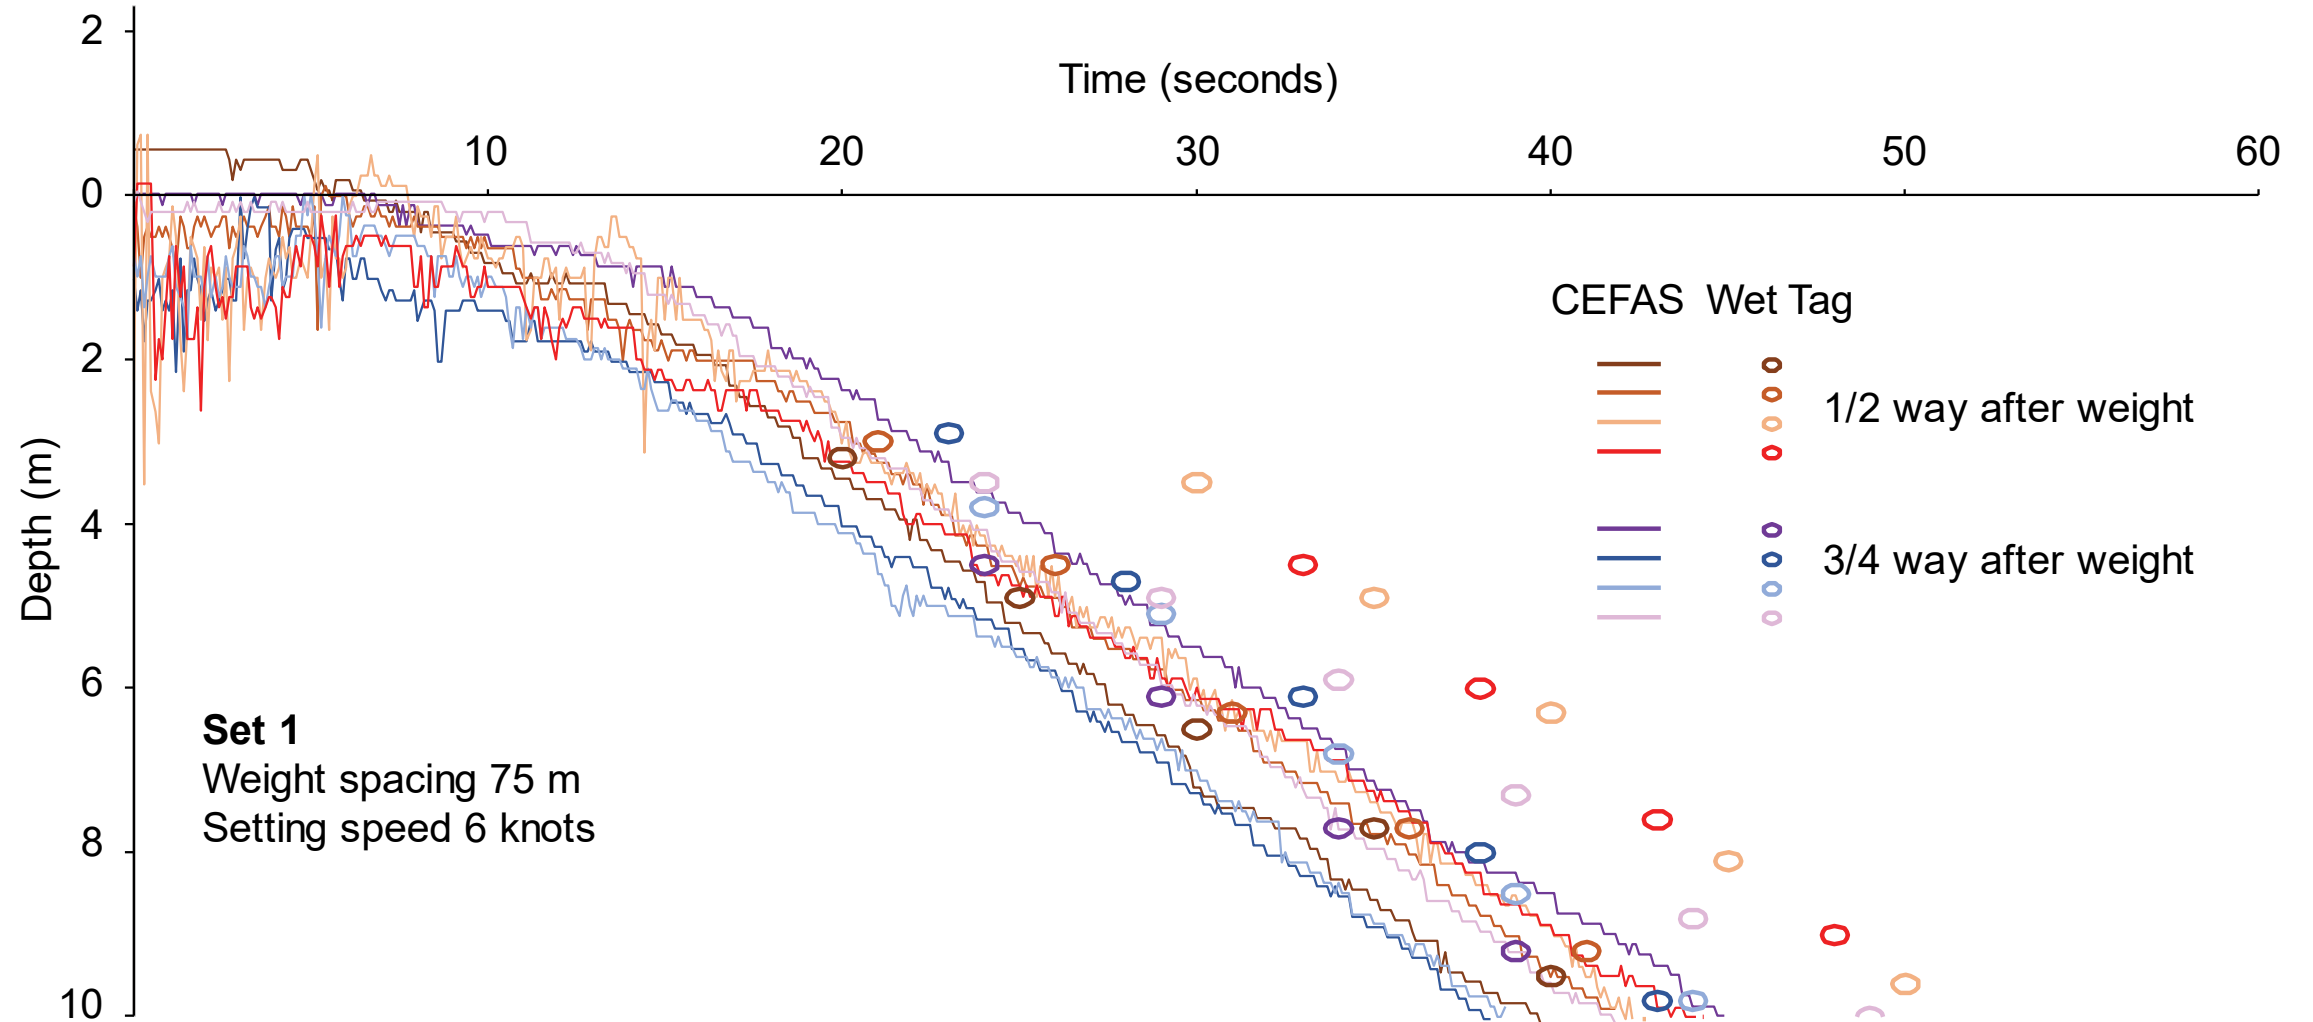 2
Time (seconds)
10 20 30 40 50 60
0
CEFAS Wet Tag
2
1/2 way after weight
4
Depth (m)
3/4 way after weight
6
Set 1
Weight spacing 75 m
Setting speed 6 knots
8
10